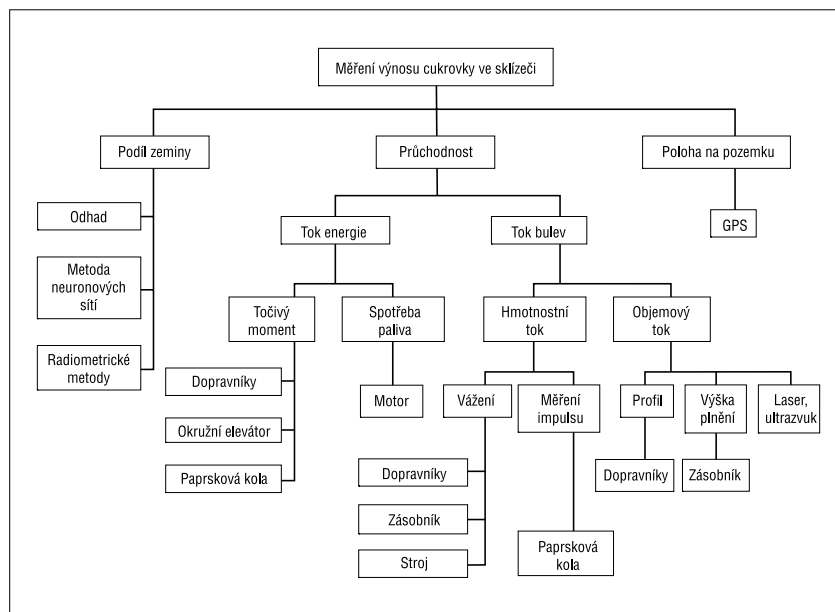 Měření výnosu cukrovky ve sklízeči
Podíl zeminy
Průchodnost
Poloha na pozemku
Odhad
Metoda
neuronových
sítí
Radiometrické
metody
Tok energie
Tok bulev
GPS
Točivý
moment
Spotřeba
paliva
Hmotnostní
tok
Objemový
tok
Dopravníky
Okružní elevátor
Paprsková kola
Motor
Vážení
Měření
impulsu
Profil
Výška
plnění
Laser,
ultrazvuk
Dopravníky
Zásobník
Stroj
Paprsková
kola
Dopravníky
Zásobník